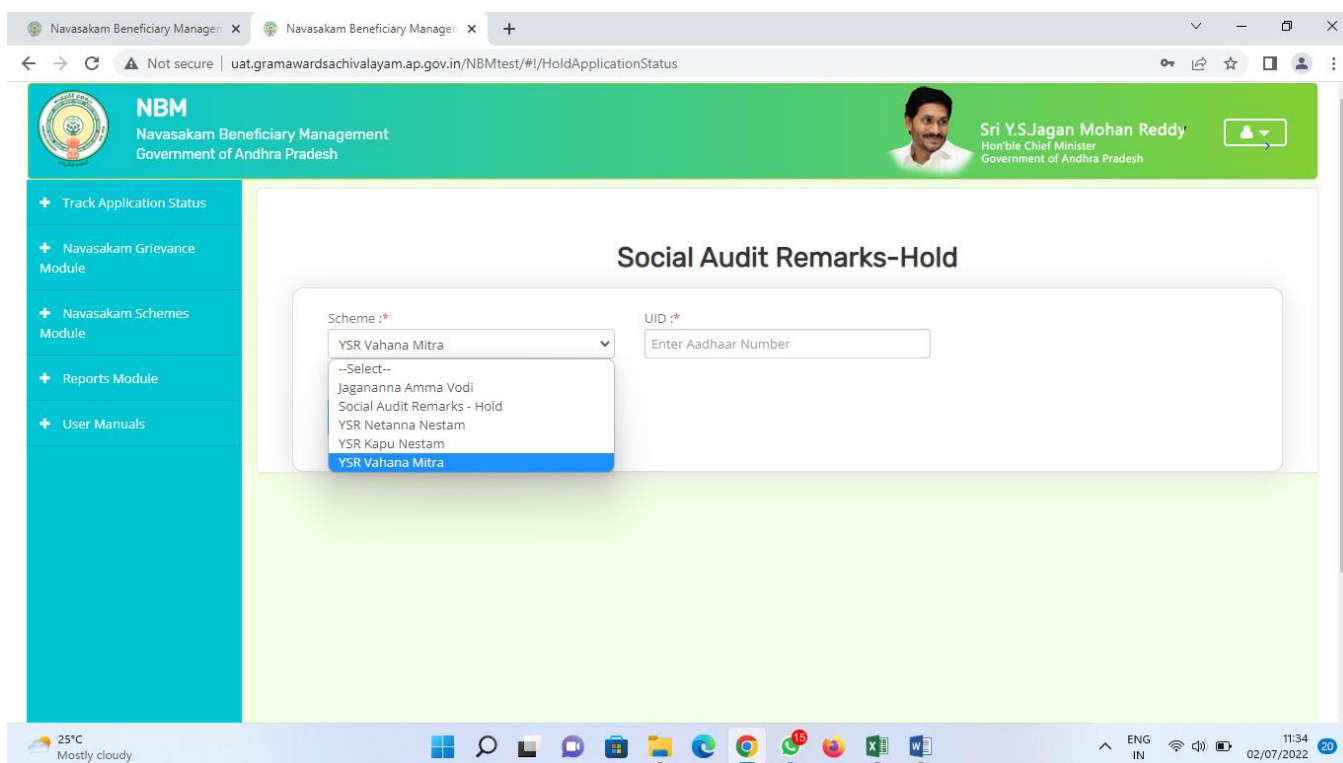 Navasakam Beneficiary Managem
Navasakam Beneficiary Managem
Not secure
uat.gramawardsachivalayam.ap.gov.in/NBMtest/#!/HoldApplicationStatus
NBM
Navasakam Beneficiary Management
Government of Andhra Pradesh
Sri Y.S.Jagan Mohan Reddy
Hon'ble Chief Minister
Government of Andhra Pradesh
Track Application Status
Navasakam Grievance
Module
Navasakam Schemes
Module
Reports Module
User Manuals
Social Audit Remarks-Hold
Scheme :*
UID :*
YSR Vahana Mitra
Enter Aadhaar Number
--Select--
Jagananna Amma Vodi
Social Audit Remarks - Hold
YSR Netanna Nestam
YSR Kapu Nestam
YSR Vahana Mitra
25°C
Mostly cloudy
15
ENG
IN
11:34
02/07/2022
20